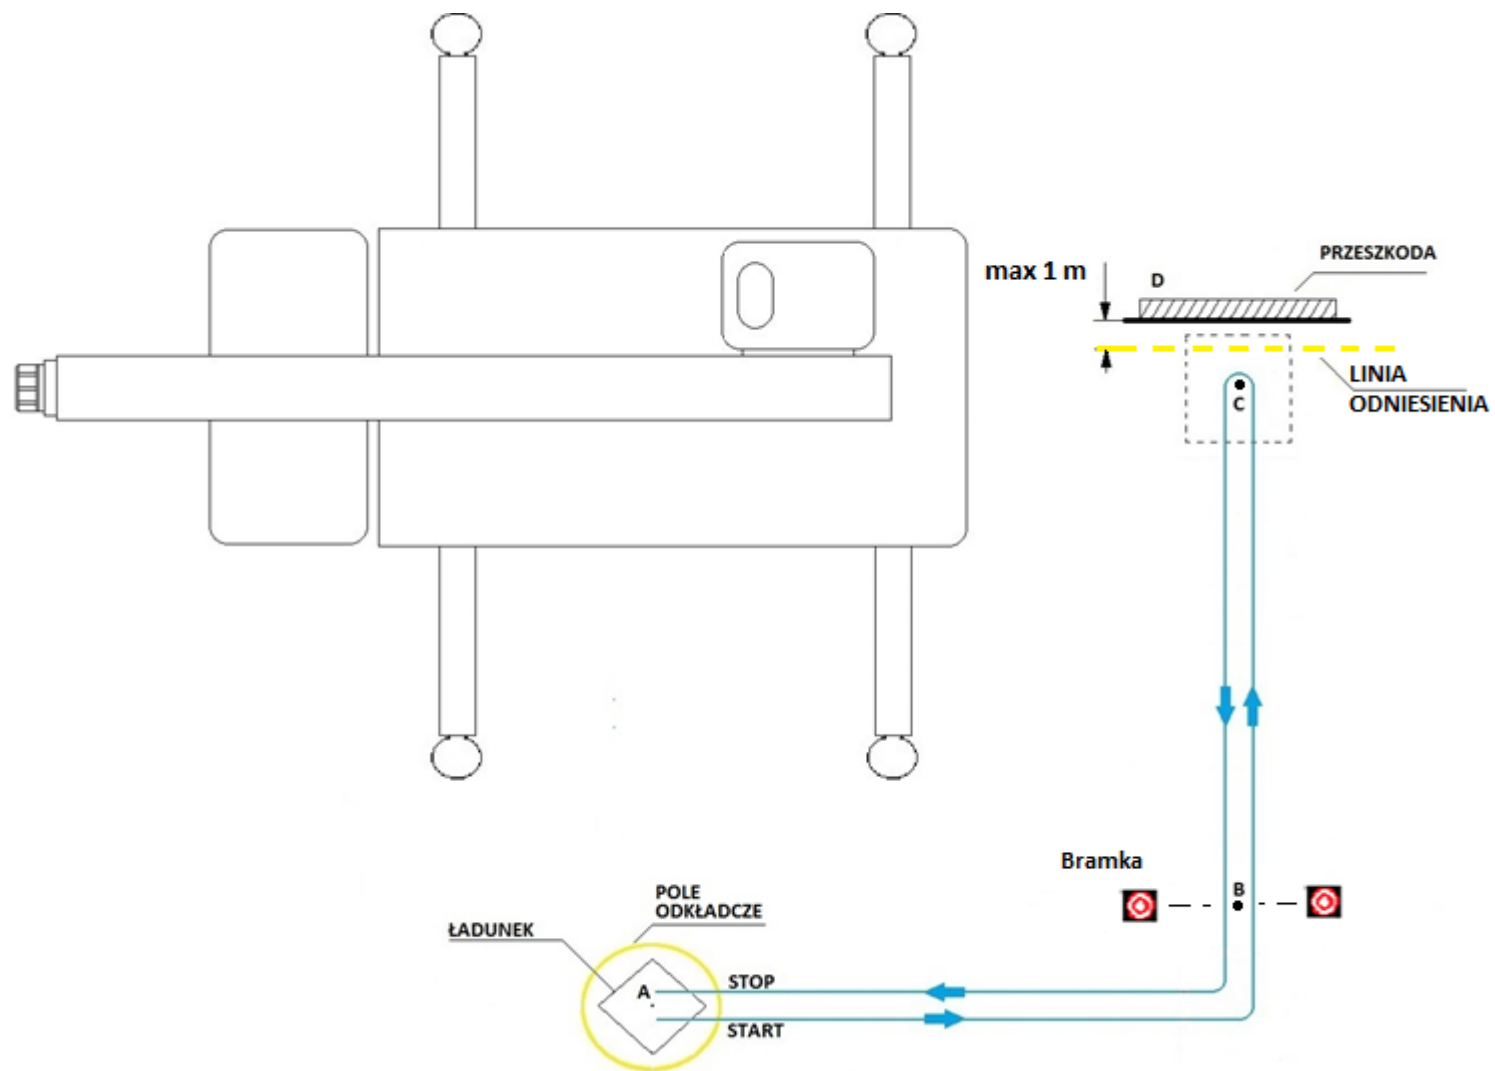 PRZESZKODA
max 1 m
D
LINIA
ODNIESIENIA
C
Bramka
B
POLE
ODKŁADCZE
ŁADUNEK
STOP
A
START